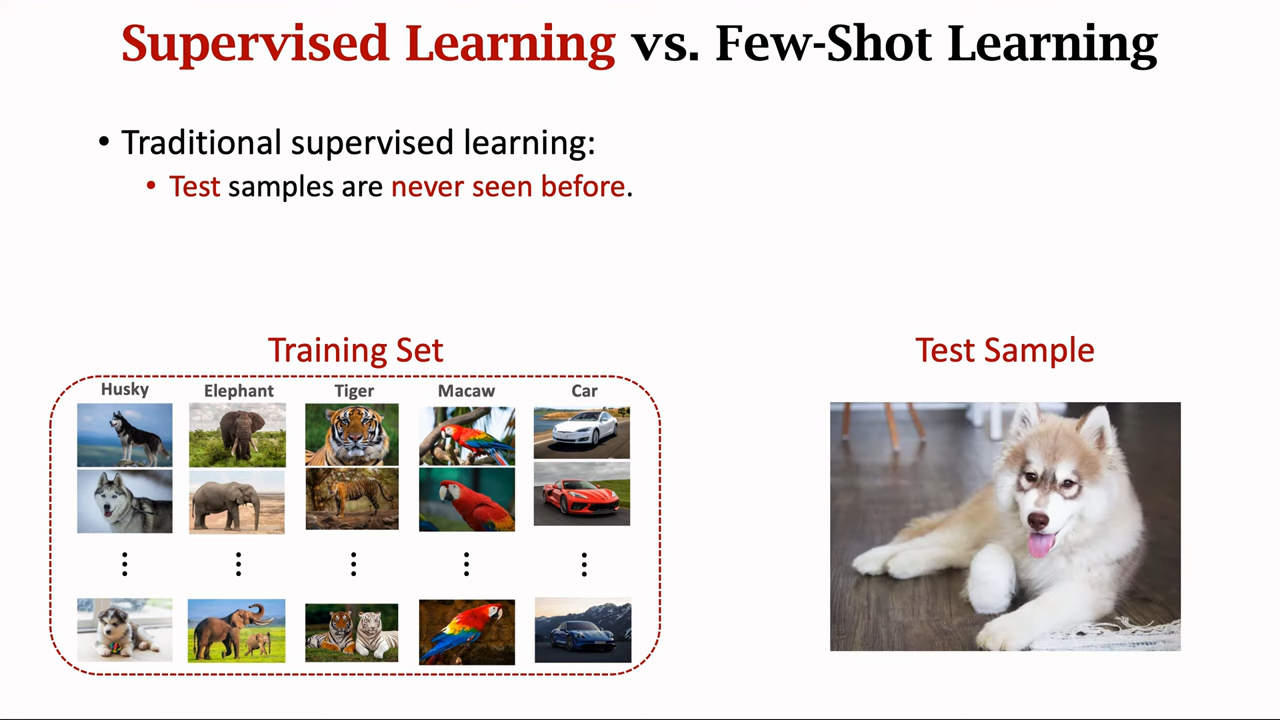 Supervised Learning vs. Few-Shot Learning
• Traditional supervised learning:
• Test samples are never seen before.
Training Set
Test Sample
Husky Elephant Tiger Macaw Car